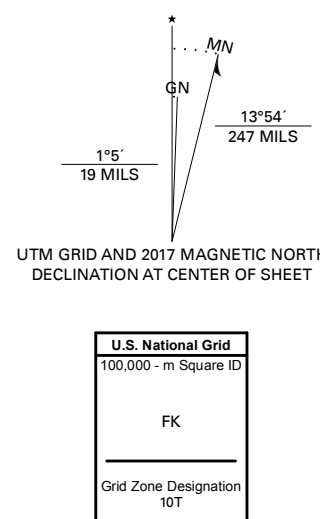 ★
MN
GN
13°54´
247 MILS
1°5´
19 MILS
UTM GRID AND 2017 MAGNETIC NORTH
DECLINATION AT CENTER OF SHEET
U.S. National Grid
100,000 - m Square ID
FK
Grid Zone Designation
10T